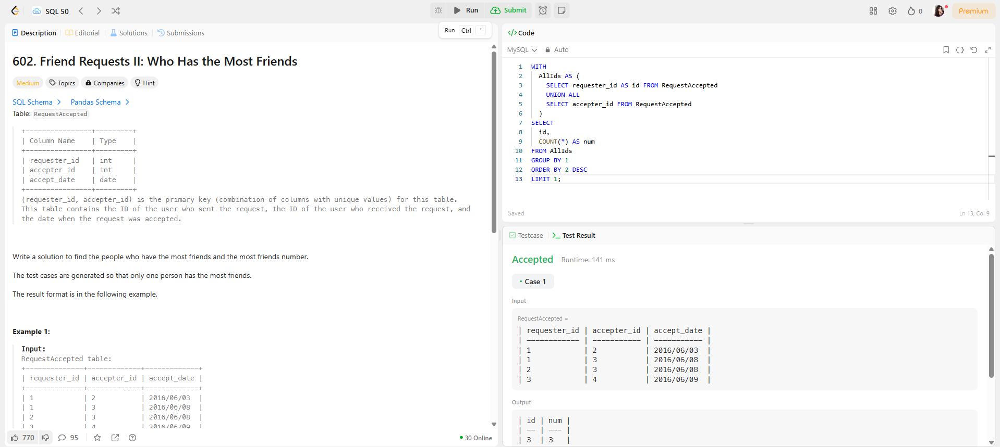 SQL 50
Run
Submit
0
Premium
Run Ctrl '
Description
Editorial
Solutions
Submissions
602. Friend Requests II: Who Has the Most Friends
Medium
Topics
Companies
Hint
SQL Schema
Pandas Schema
Table: RequestAccepted
+----------------+---------+
| Column Name    | Type    |
+----------------+---------+
| requester_id   | int     |
| accepter_id    | int     |
| accept_date    | date    |
+----------------+---------+
(requester_id, accepter_id) is the primary key (combination of columns with unique values) for this table.
This table contains the ID of the user who sent the request, the ID of the user who received the request, and
the date when the request was accepted.
Write a solution to find the people who have the most friends and the most friends number.
The test cases are generated so that only one person has the most friends.
The result format is in the following example.
Example 1:
Input:
RequestAccepted table:
+--------------+-------------+-------------+
| requester_id | accepter_id | accept_date |
+--------------+-------------+-------------+
| 1            | 2           | 2016/06/03  |
| 1            | 3           | 2016/06/08  |
| 2            | 3           | 2016/06/08  |
| 3            | 4           | 2016/06/09  |
770
95
30 Online
</> Code
MySQL
Auto
1 WITH
2   AllIds AS (
3     SELECT requester_id AS id FROM RequestAccepted
4     UNION ALL
5     SELECT accepter_id FROM RequestAccepted
6   )
7 SELECT
8   id,
9   COUNT(*) AS num
10 FROM AllIds
11 GROUP BY 1
12 ORDER BY 2 DESC
13 LIMIT 1;
Saved
Ln 13, Col 9
Testcase
>_ Test Result
Accepted
Runtime: 141 ms
• Case 1
Input
RequestAccepted =
| requester_id | accepter_id | accept_date |
| ------------ | ----------- | ----------- |
| 1            | 2           | 2016/06/03  |
| 1            | 3           | 2016/06/08  |
| 2            | 3           | 2016/06/08  |
| 3            | 4           | 2016/06/09  |
Output
| id | num |
| -- | --- |
| 3  | 3   |